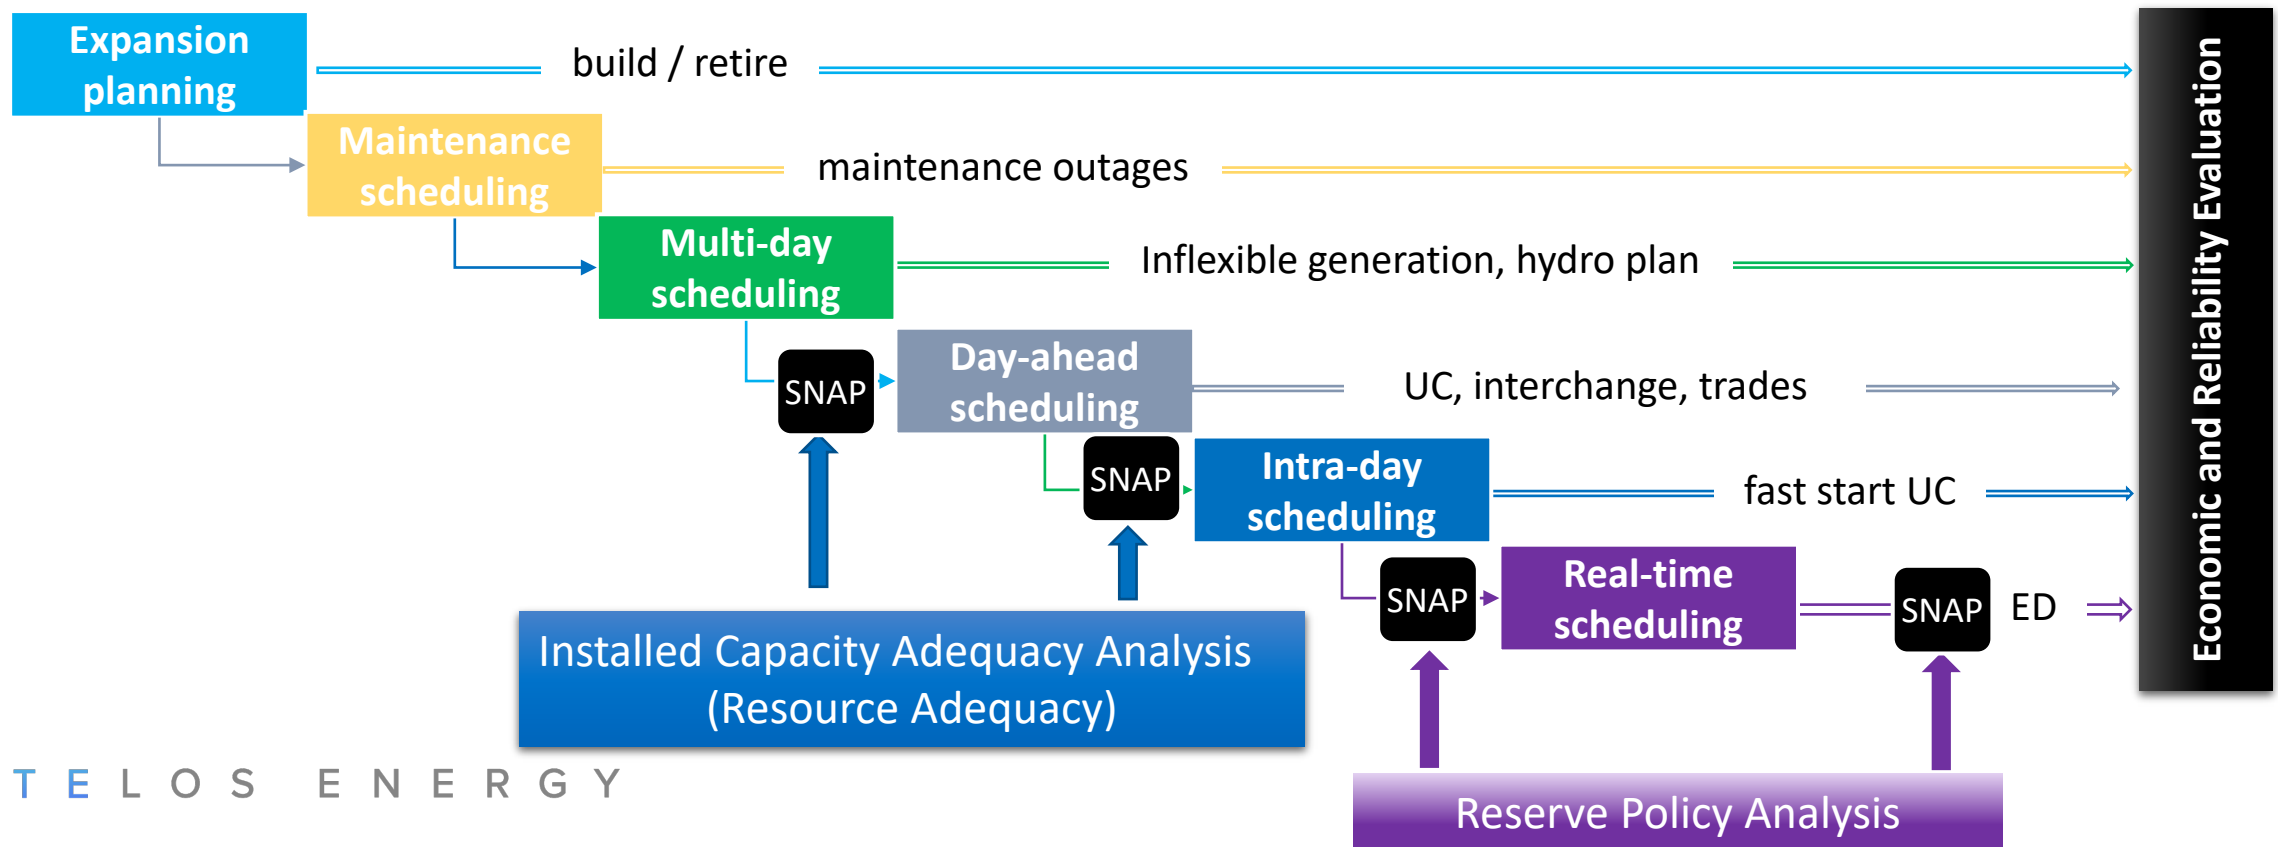 Expansion
planning
build / retire
Maintenance
scheduling
maintenance outages
Multi-day
scheduling
Inflexible generation, hydro plan
SNAP
Day-ahead
scheduling
UC, interchange, trades
SNAP
Intra-day
scheduling
fast start UC
SNAP
Real-time
scheduling
SNAP
ED
Economic and Reliability Evaluation
Installed Capacity Adequacy Analysis
(Resource Adequacy)
Reserve Policy Analysis
TELOS ENERGY